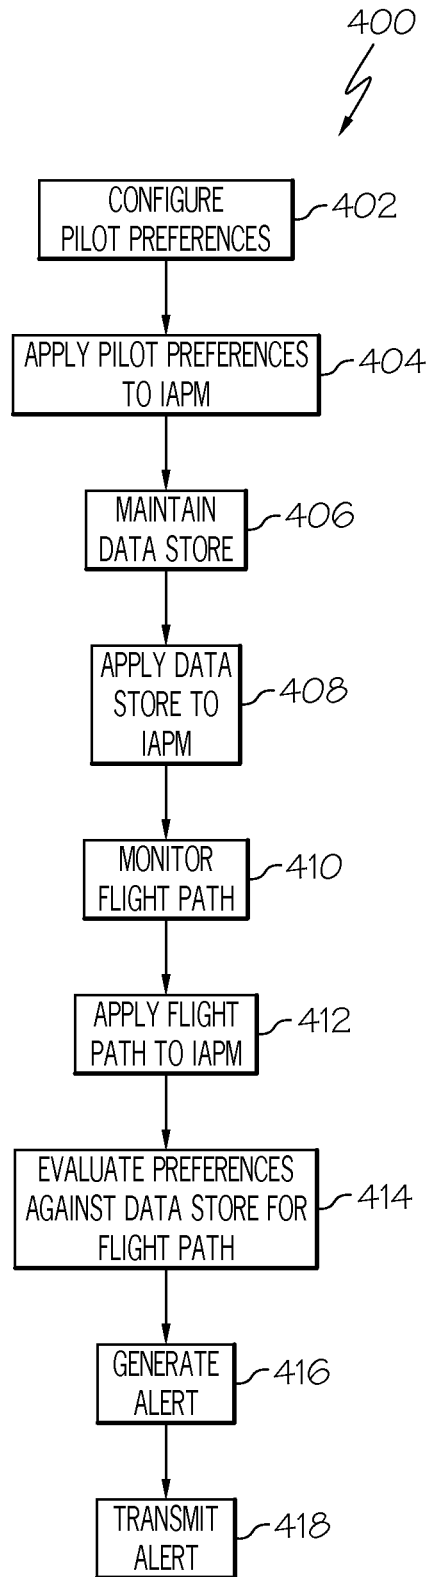 400
CONFIGURE
PILOT PREFERENCES
402
APPLY PILOT PREFERENCES
TO IAPM
404
MAINTAIN
DATA STORE
406
APPLY DATA
STORE TO
IAPM
408
MONITOR
FLIGHT PATH
410
APPLY FLIGHT
PATH TO IAPM
412
EVALUATE PREFERENCES
AGAINST DATA STORE FOR
FLIGHT PATH
414
GENERATE
ALERT
416
TRANSMIT
ALERT
418